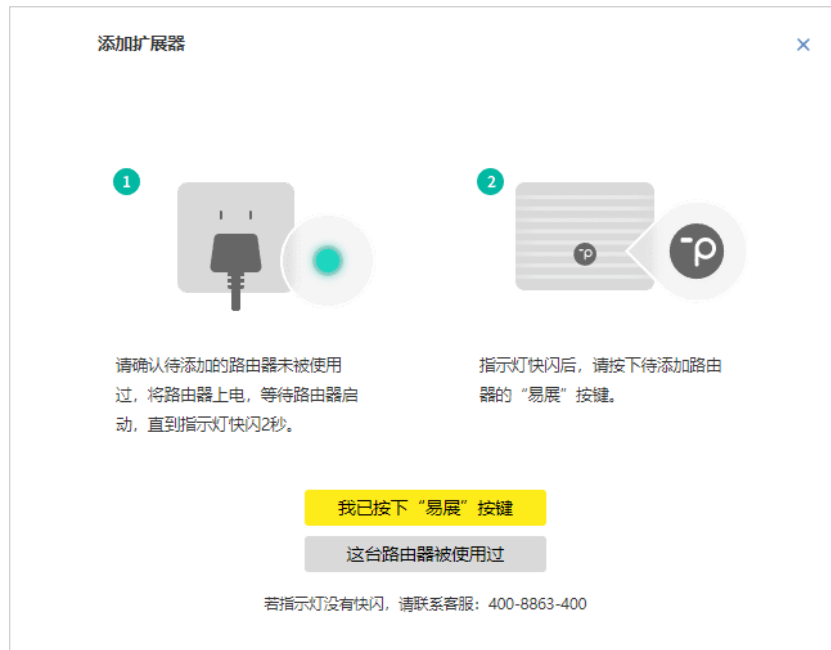 添加扩展器
1
请确认待添加的路由器未被使用
过，将路由器上电，等待路由器启
动，直到指示灯快闪2秒。
2
指示灯快闪后，请按下待添加路由
器的“易展”按键。
我已按下“易展”按键
这台路由器被使用过
若指示灯没有快闪，请联系客服：400-8863-400